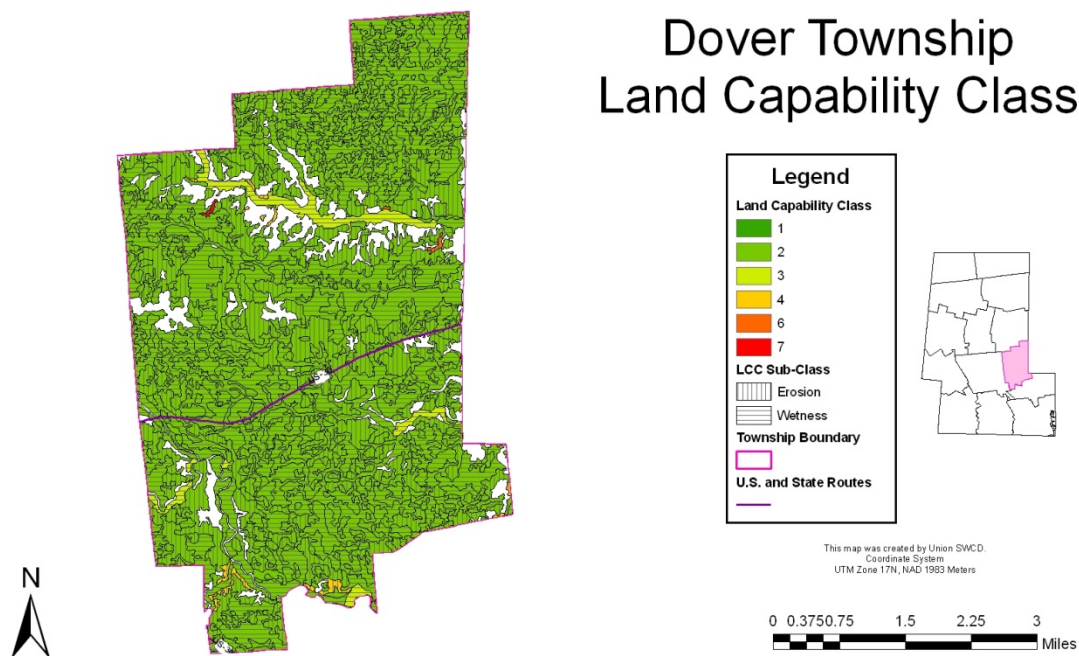 Dover Township
Land Capability Class
Legend
Land Capability Class
1
2
3
4
6
7
LCC Sub-Class
Erosion
Wetness
Township Boundary
U.S. and State Routes
This map was created by Union SWCD.
Coordinate System
UTM Zone 17N, NAD 1983 Meters
N
0 0.375 0.75 1.5 2.25 3
Miles